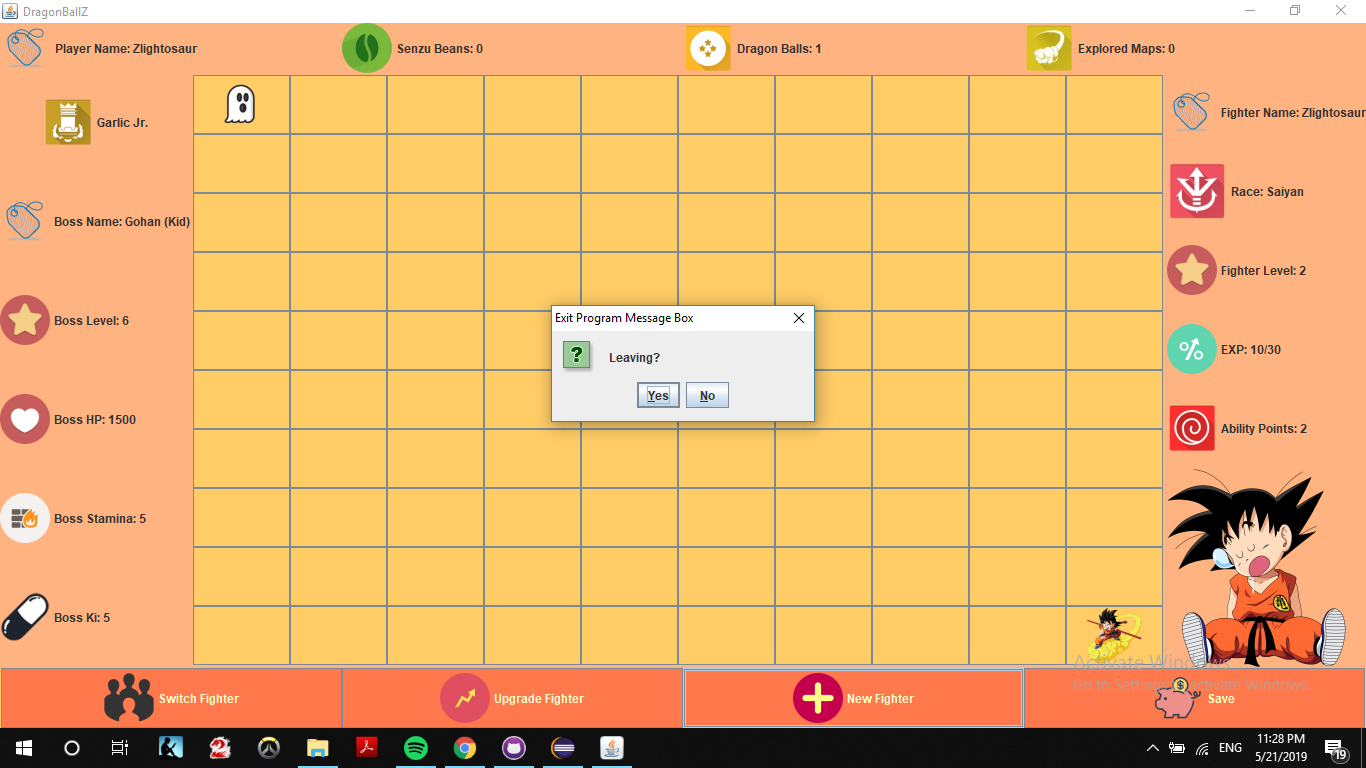 DragonBallZ
Player Name: Zlightosaur
Senzu Beans: 0
Dragon Balls: 1
Explored Maps: 0
Garlic Jr.
Fighter Name: Zlightosaur
Race: Saiyan
Boss Name: Gohan (Kid)
Fighter Level: 2
Boss Level: 6
Exit Program Message Box
?
Leaving?
Yes
No
EXP: 10/30
Boss HP: 1500
Ability Points: 2
Boss Stamina: 5
Boss Ki: 5
Activate Windows
Go to Settings to activate Windows.
Switch Fighter
Upgrade Fighter
New Fighter
Save
ENG
11:28 PM
5/21/2019
19